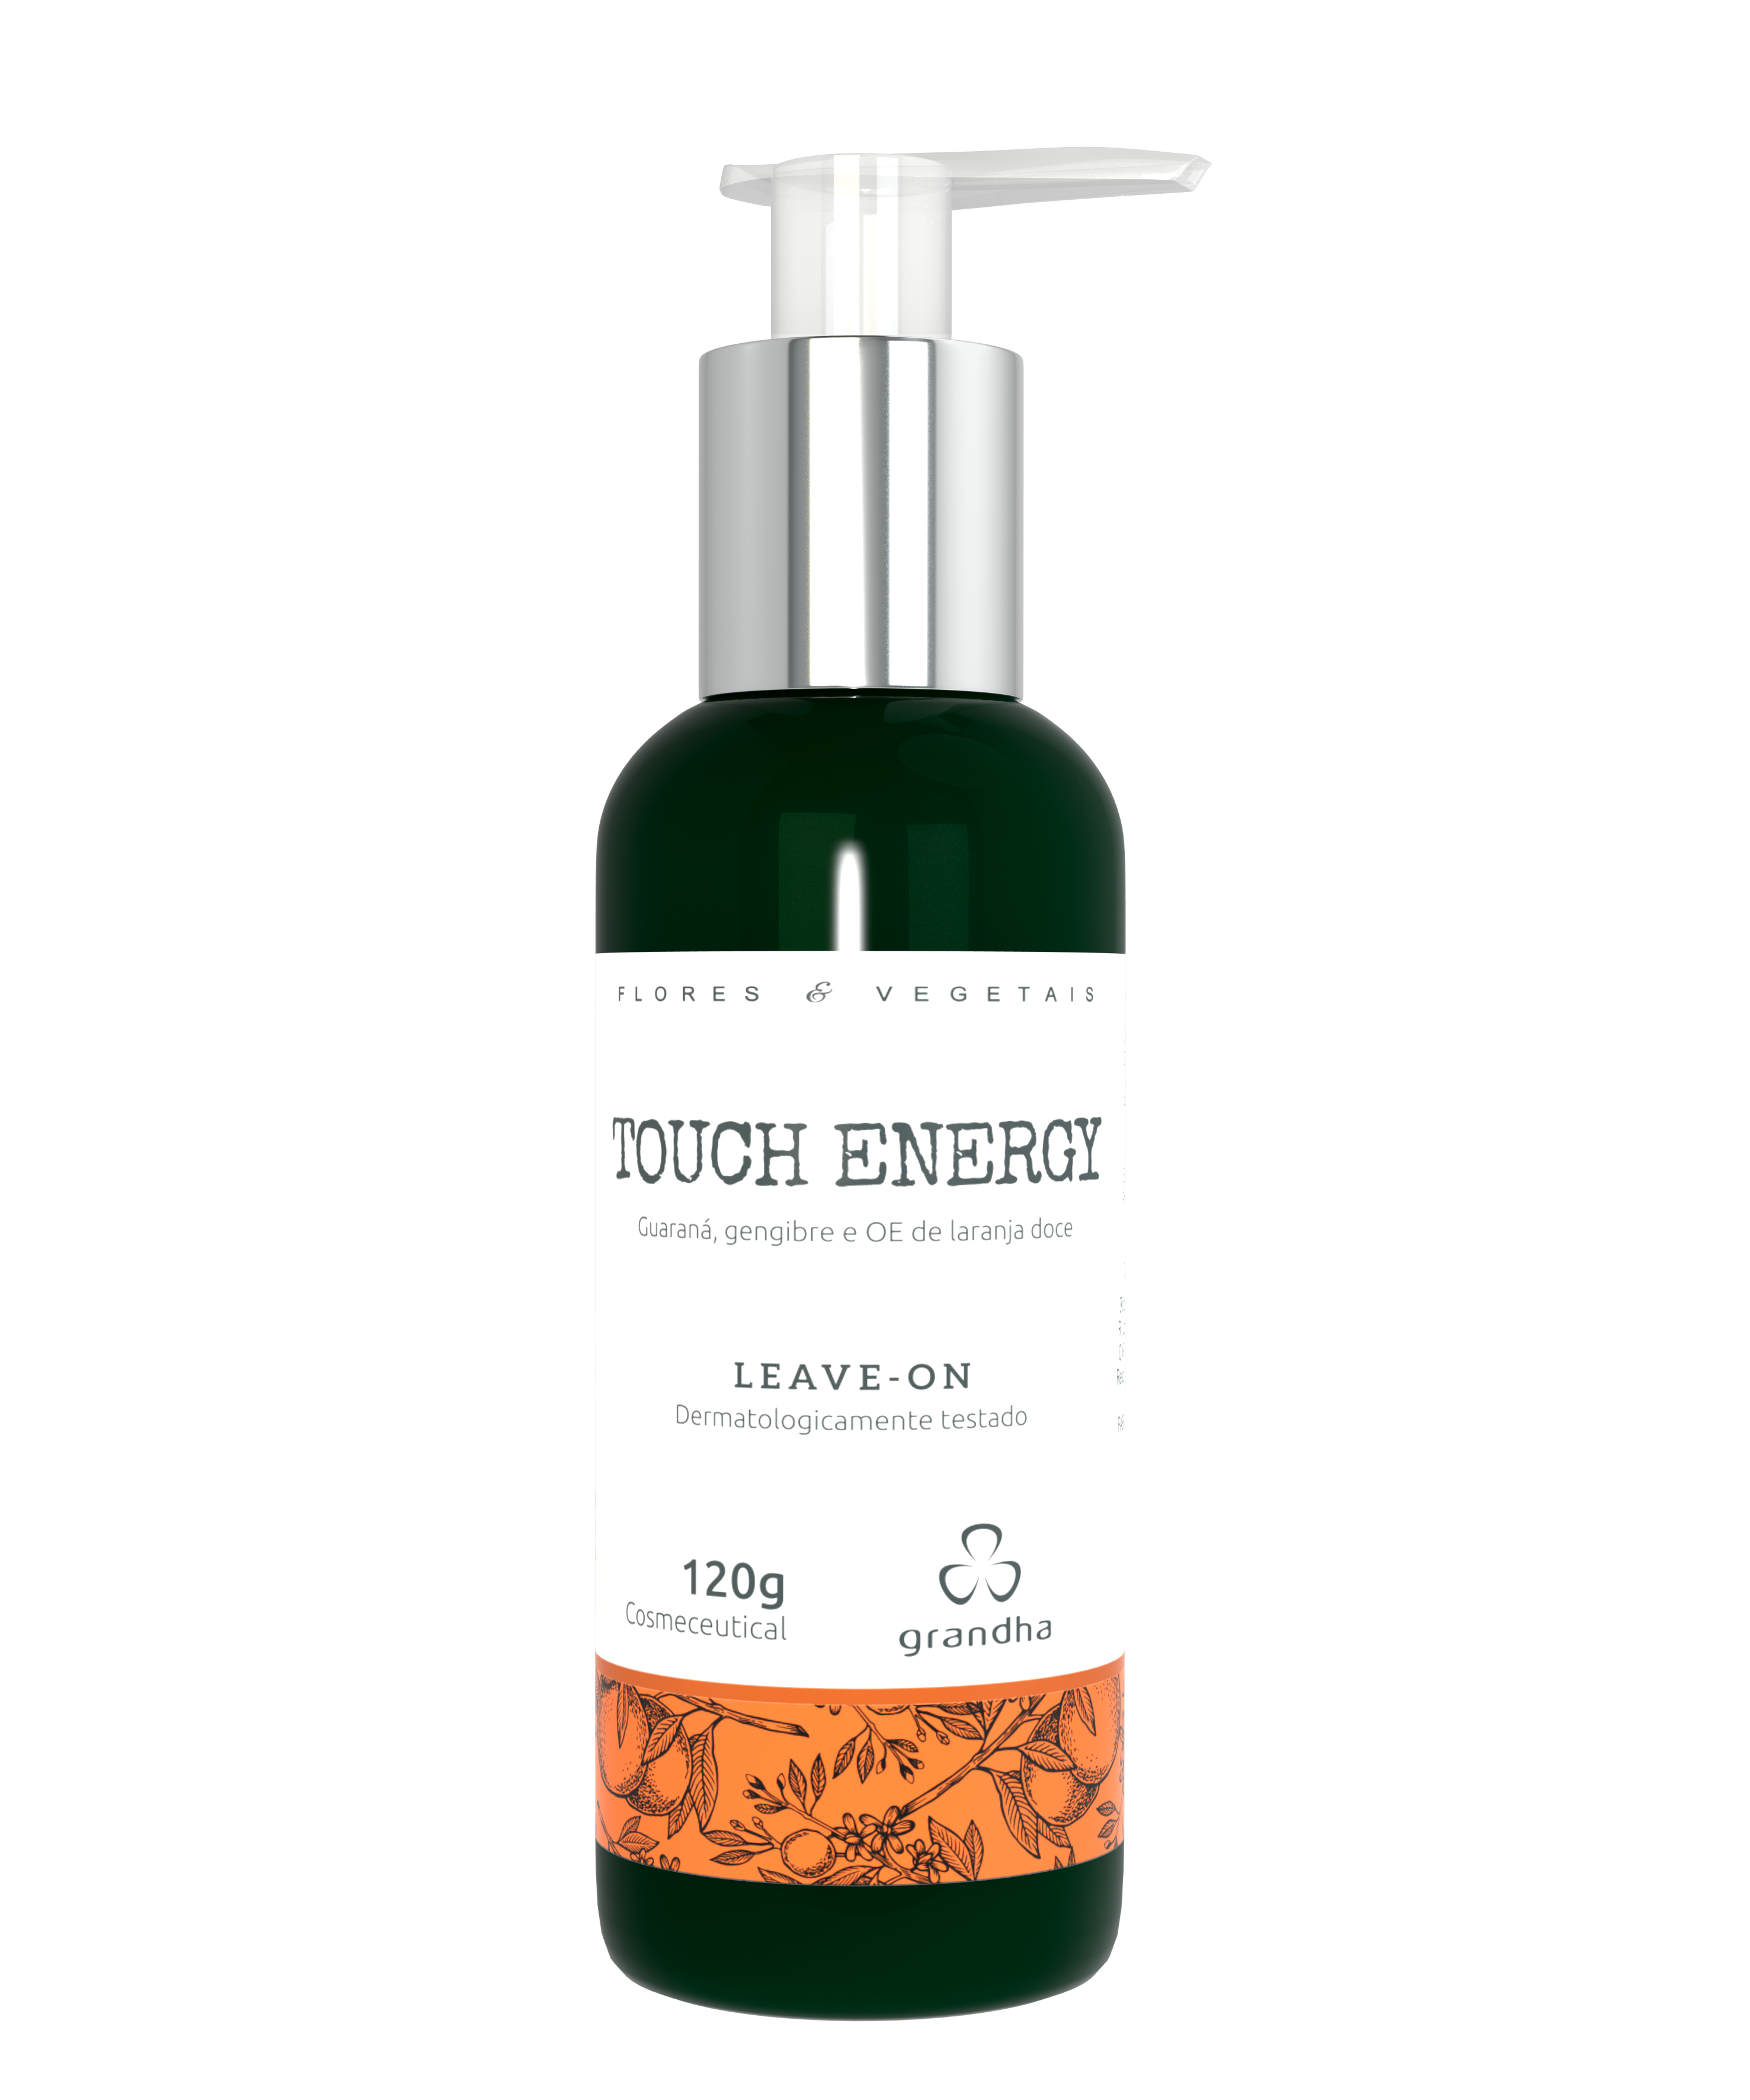 FLORES & VEGETAIS
TOUCH ENERGY
Guaraná, gengibre e OE de laranja doce
LEAVE-ON
Dermatologicamente testado
120g
Cosmeceutical
grandha